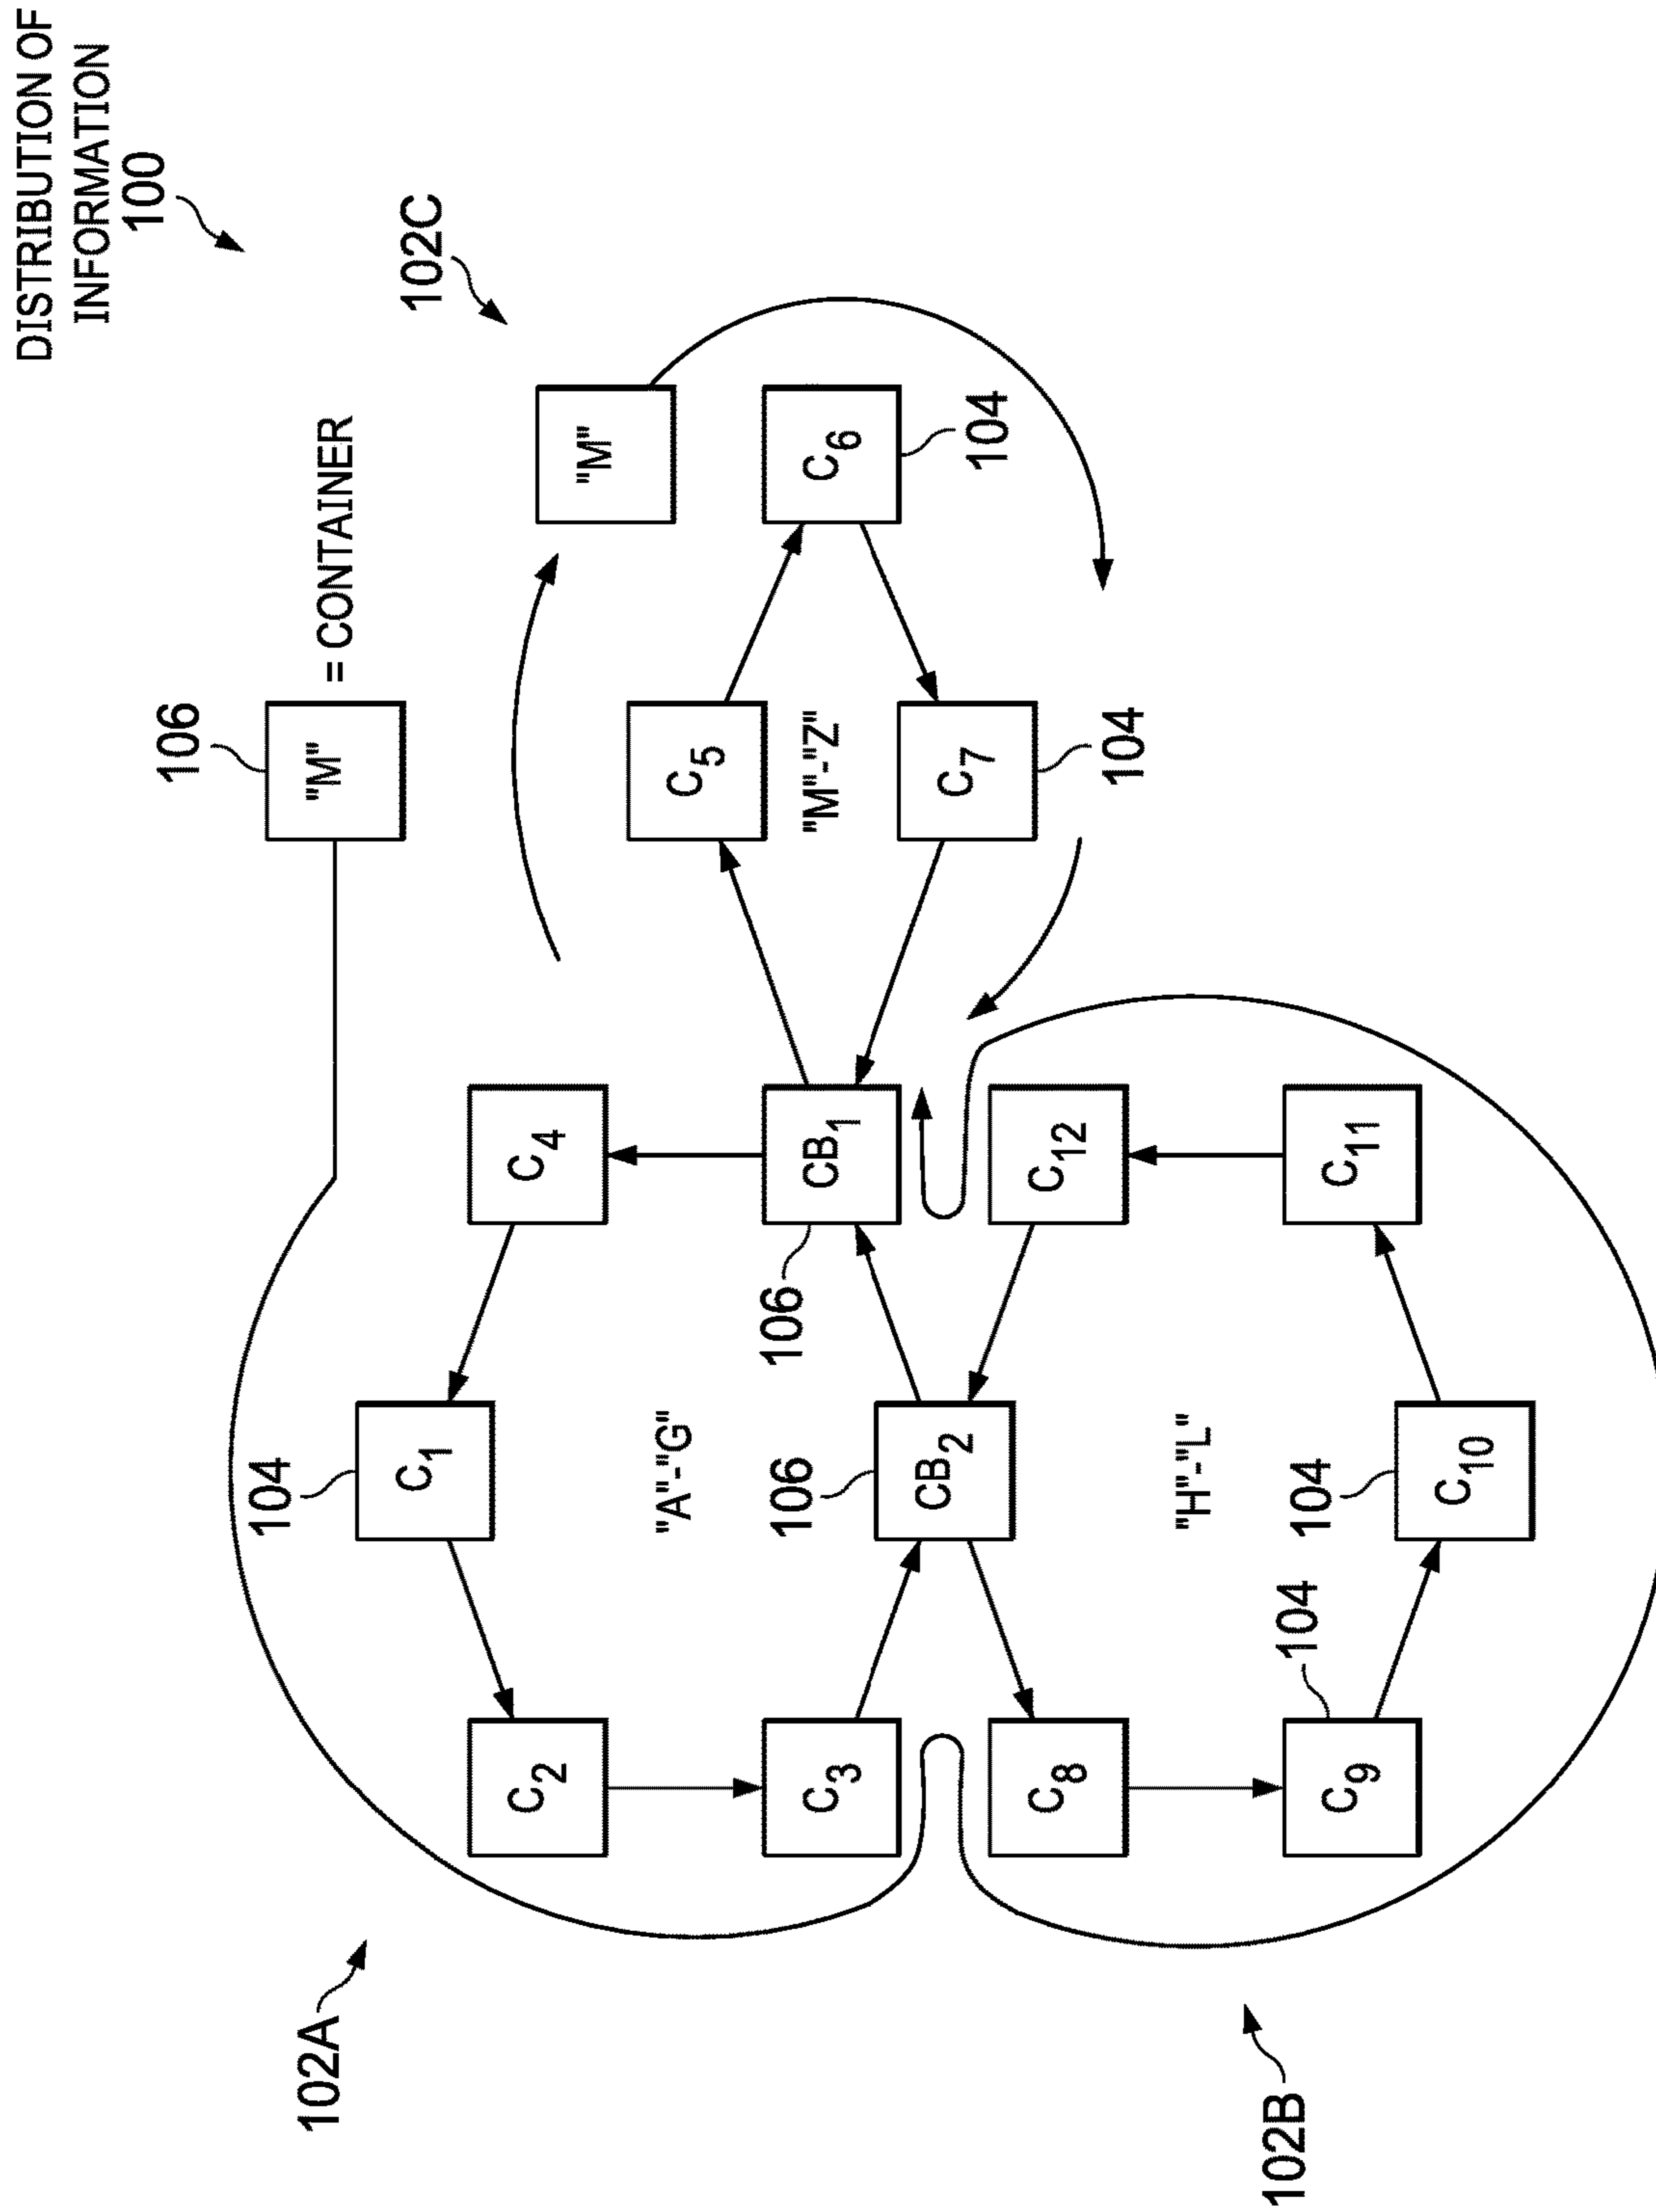 DISTRIBUTION OF
INFORMATION
100
106
"M" = CONTAINER
102A
104
C1
102C
C2
C4
"M"
"A"-"G"
C5
106
106
C3
CB1
"M"-"Z"
C6
CB2
C7
104
C8
C12
104
"H"-"L"
102B
104
104
C9
C11
C10